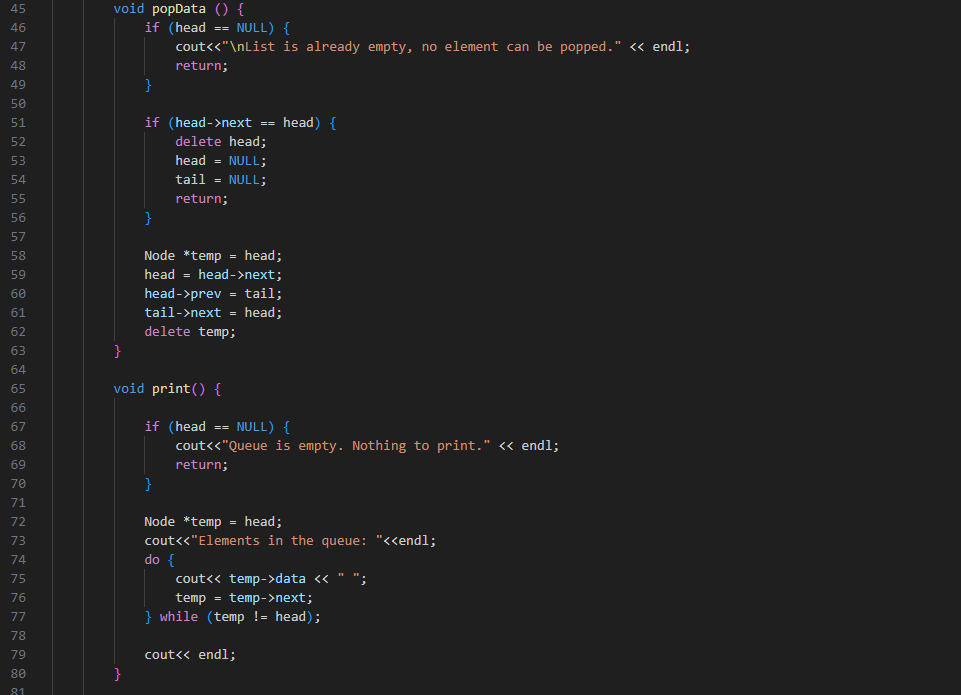 45 void popData () {
46 if (head == NULL) {
47 cout<<"\nList is already empty, no element can be popped." << endl;
48 return;
49 }
50
51 if (head->next == head) {
52 delete head;
53 head = NULL;
54 tail = NULL;
55 return;
56 }
57
58 Node *temp = head;
59 head = head->next;
60 head->prev = tail;
61 tail->next = head;
62 delete temp;
63 }
64
65 void print() {
66
67 if (head == NULL) {
68 cout<<"Queue is empty. Nothing to print." << endl;
69 return;
70 }
71
72 Node *temp = head;
73 cout<<"Elements in the queue: "<<endl;
74 do {
75 cout<< temp->data << " ";
76 temp = temp->next;
77 } while (temp != head);
78
79 cout<< endl;
80 }
81